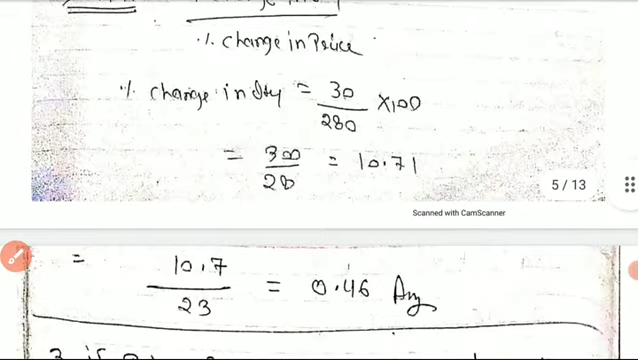 % change in Price
% change in Qty = 30/280 ×100
= 300/28 = 10.71
5 / 13
Scanned with CamScanner
= 10.7/23 = 0.46 Ans